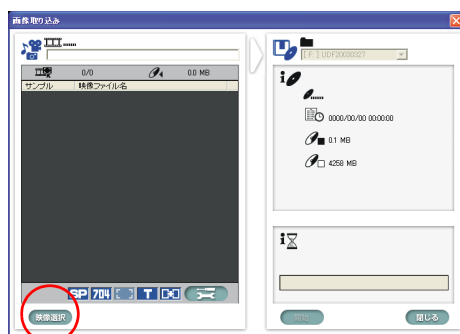 画像取り込み
[F:] UDF20030327
0/0
0.0 MB
サンプル
映像ファイル名
0000/00/00 00:00:00
0.1 MB
4258 MB
SP 704 T
映像選択
開始
閉じる